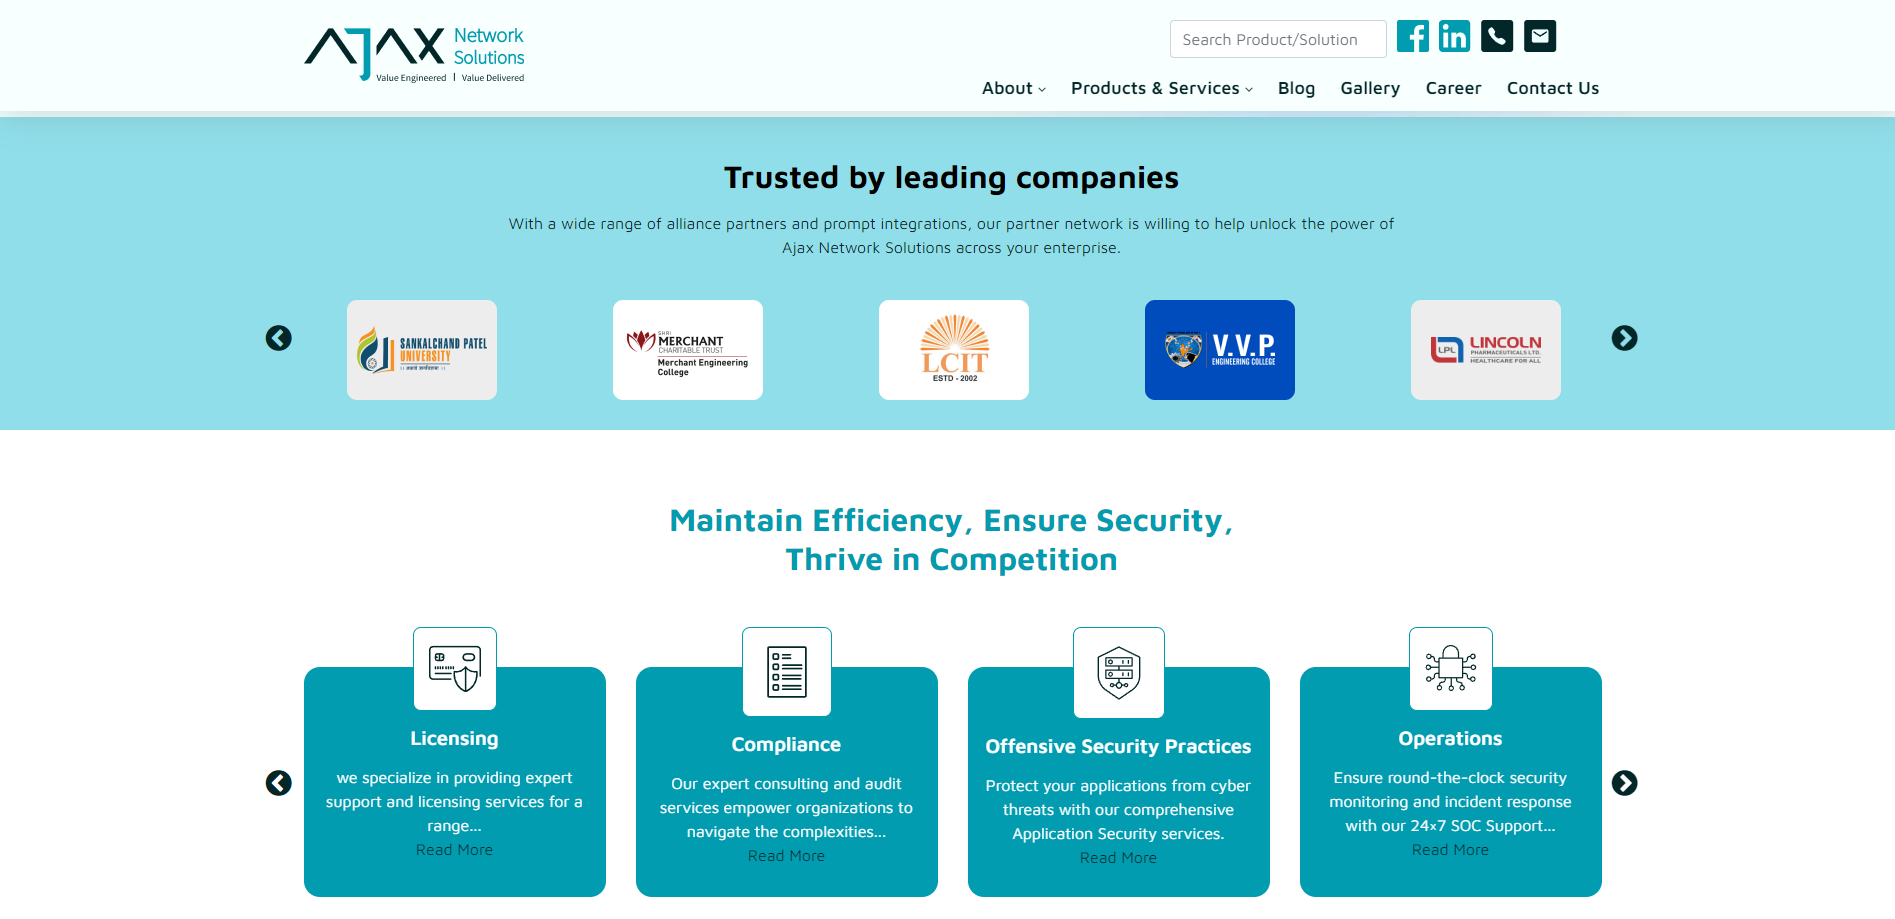 AJAX Network
Solutions
Value Engineered | Value Delivered
Search Product/Solution
About
Products & Services
Blog
Gallery
Career
Contact Us
Trusted by leading companies
With a wide range of alliance partners and prompt integrations, our partner network is willing to help unlock the power of
Ajax Network Solutions across your enterprise.
SANKALCHAND PATEL
UNIVERSITY
SHRI
MERCHANT
CHARITABLE TRUST
Merchant Engineering
College
LCIT
ESTD - 2002
V.V.P.
ENGINEERING COLLEGE
LPL
LINCOLN
PHARMACEUTICALS LTD.
HEALTHCARE FOR ALL
Maintain Efficiency, Ensure Security,
Thrive in Competition
Licensing
we specialize in providing expert
support and licensing services for a
range...
Read More
Compliance
Our expert consulting and audit
services empower organizations to
navigate the complexities...
Read More
Offensive Security Practices
Protect your applications from cyber
threats with our comprehensive
Application Security services.
Read More
Operations
Ensure round-the-clock security
monitoring and incident response
with our 24×7 SOC Support...
Read More